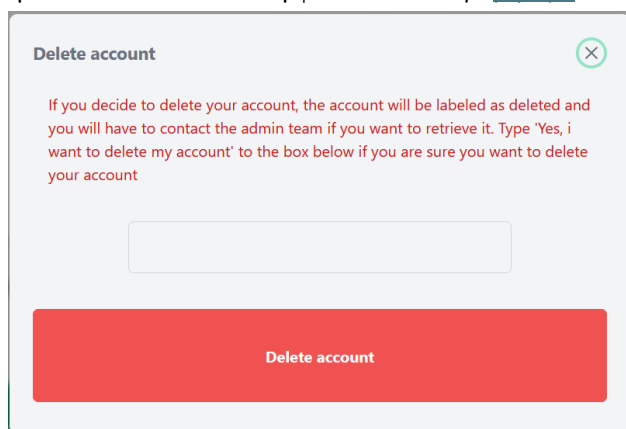 Delete account
If you decide to delete your account, the account will be labeled as deleted and
you will have to contact the admin team if you want to retrieve it. Type 'Yes, i
want to delete my account' to the box below if you are sure you want to delete
your account
Delete account